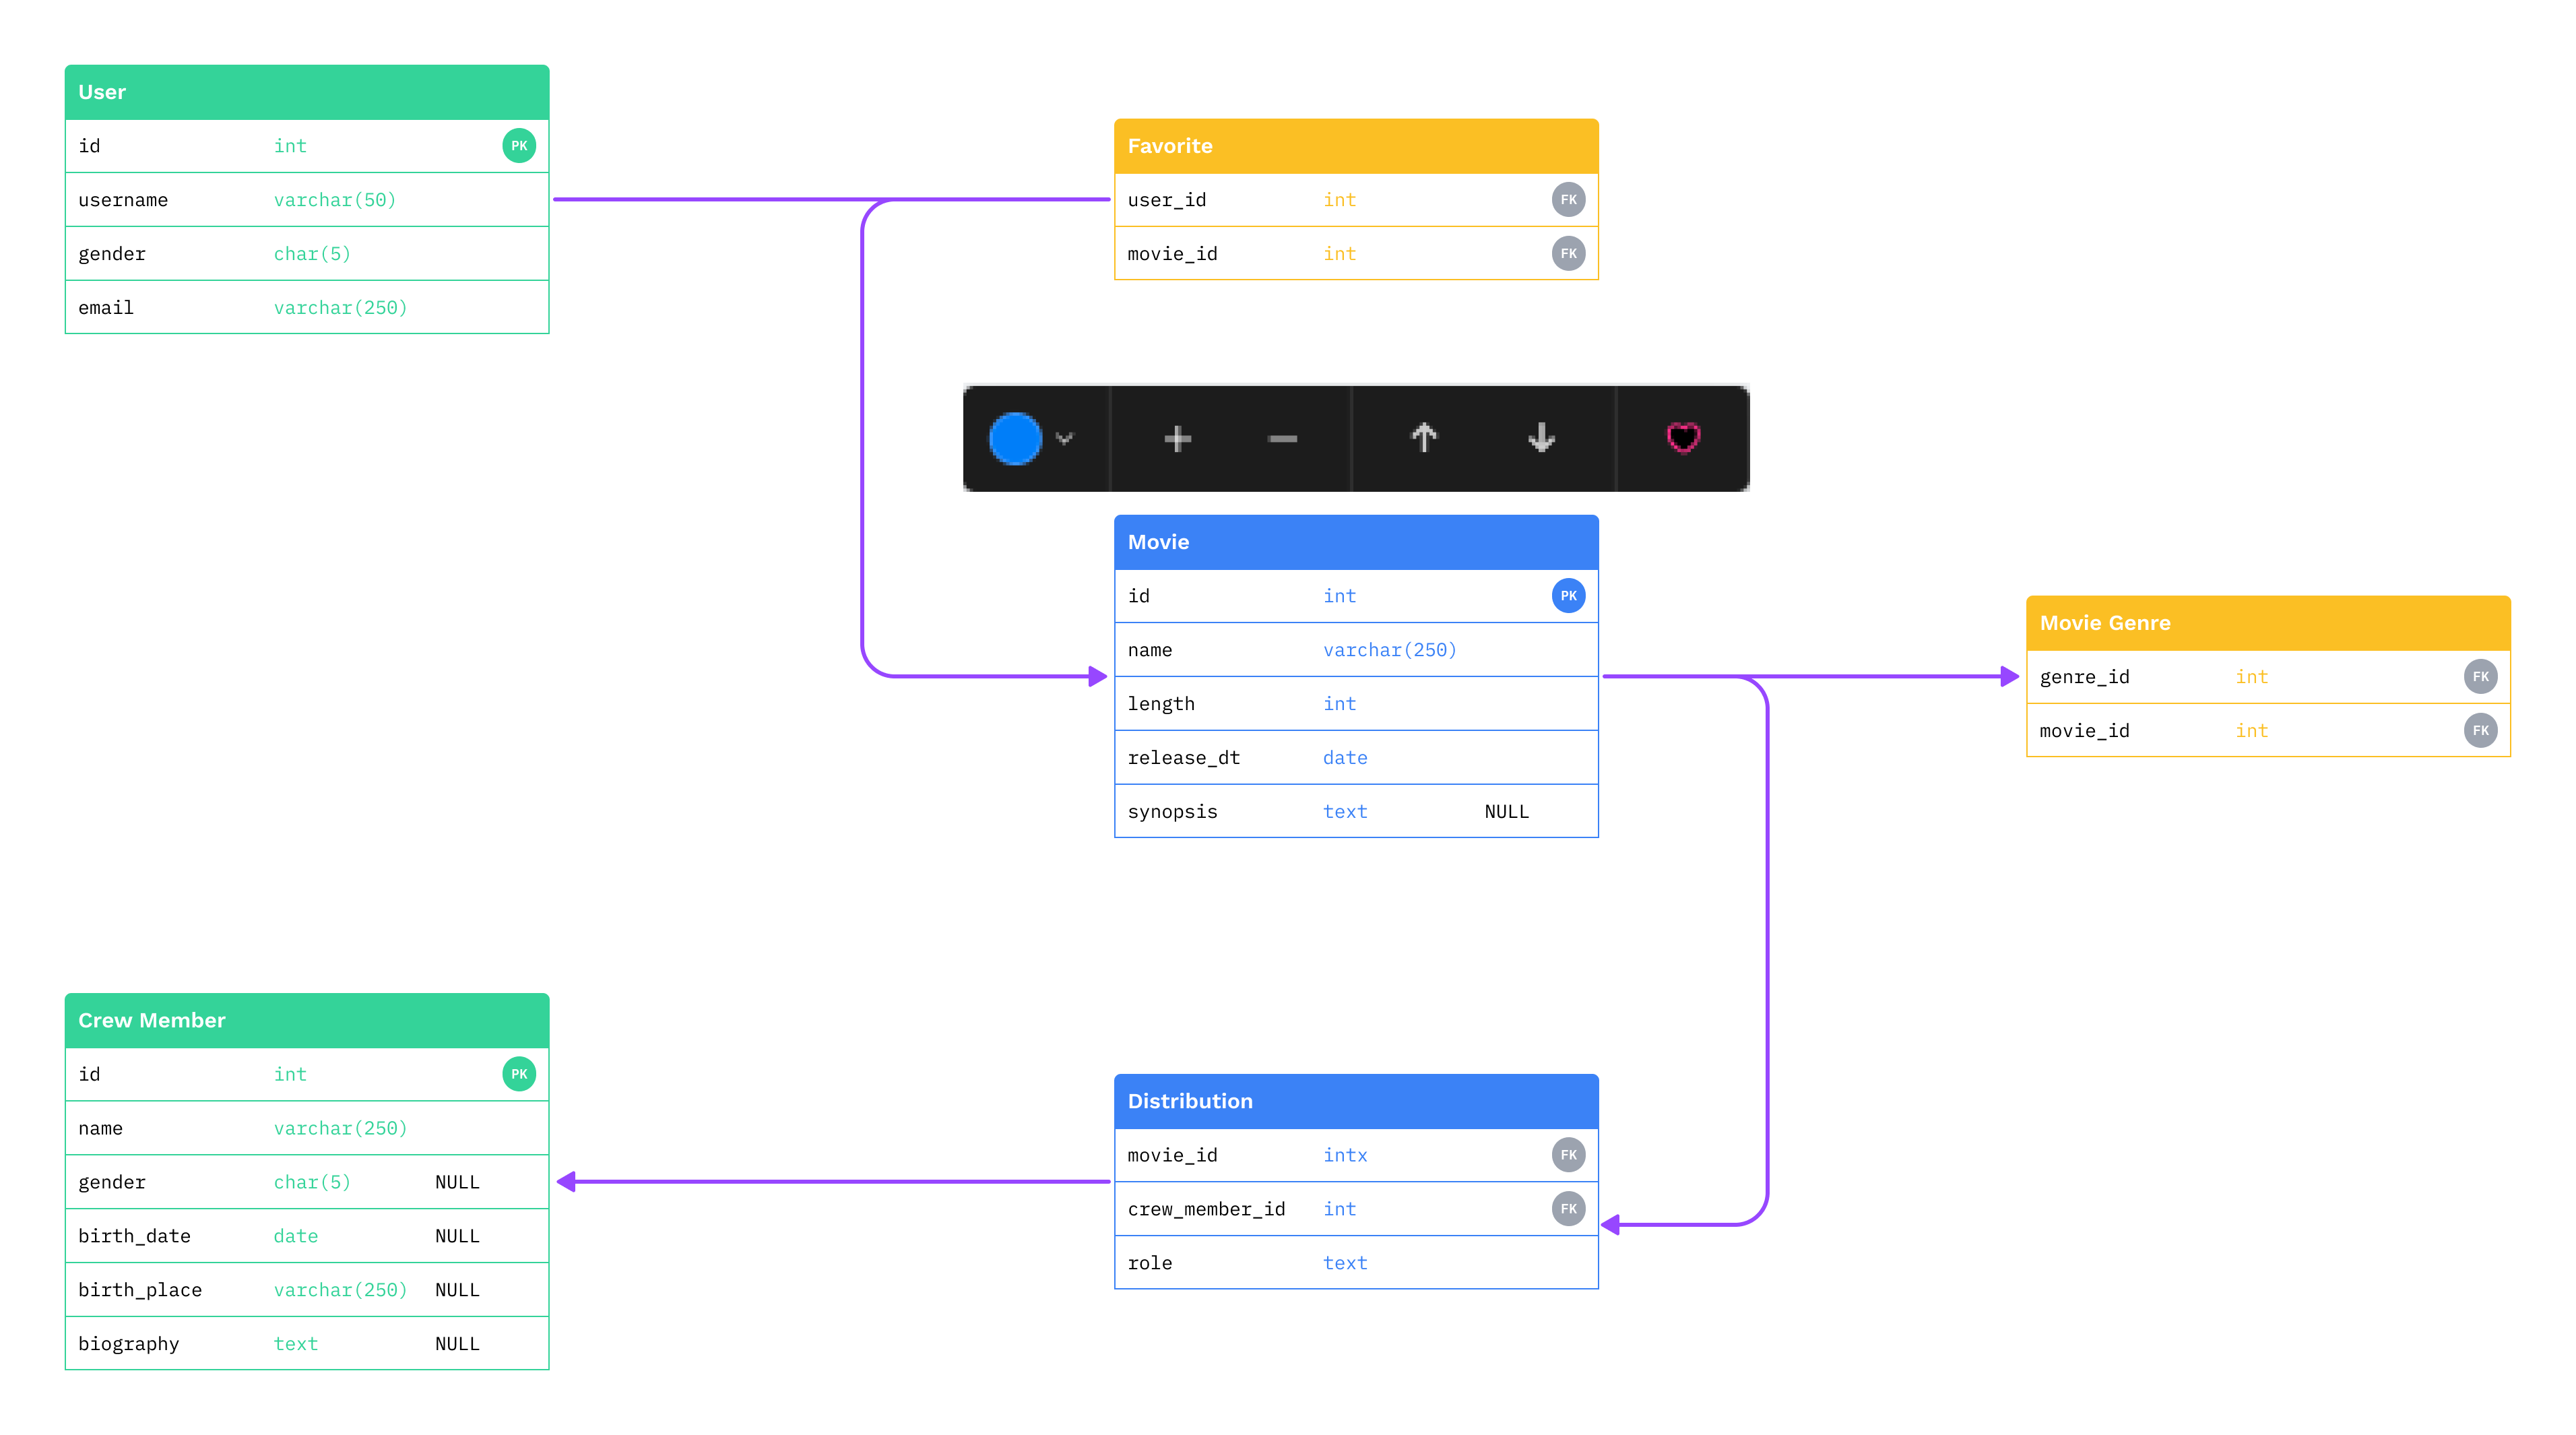 User
id int PK
username varchar(50)
gender char(5)
email varchar(250)
Favorite
user_id int FK
movie_id int FK
Movie
id int PK
name varchar(250)
length int
release_dt date
synopsis text NULL
Movie Genre
genre_id int FK
movie_id int FK
Crew Member
id int PK
name varchar(250)
gender char(5) NULL
birth_date date NULL
birth_place varchar(250) NULL
biography text NULL
Distribution
movie_id intx FK
crew_member_id int FK
role text